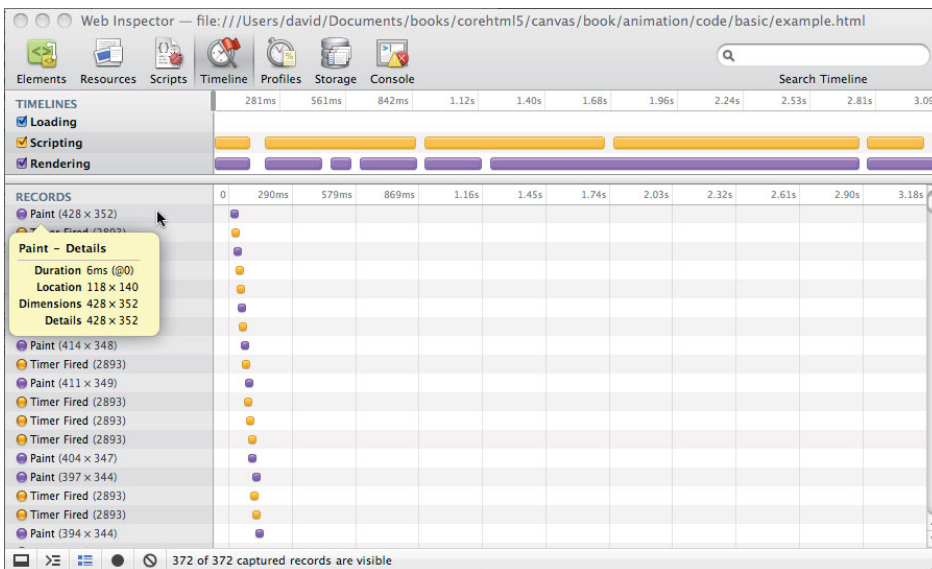 Web Inspector — file:///Users/david/Documents/books/corehtml5/canvas/book/animation/code/basic/example.html
Elements Resources Scripts Timeline Profiles Storage Console Search Timeline
TIMELINES 281ms 561ms 842ms 1.12s 1.40s 1.68s 1.96s 2.24s 2.53s 2.81s 3.09
Loading
Scripting
Rendering
RECORDS 0 290ms 579ms 869ms 1.16s 1.45s 1.74s 2.03s 2.32s 2.61s 2.90s 3.18s
Paint (428 × 352)
Timer Fired (2893)
Paint – Details
Duration 6ms (@0)
Location 118 × 140
Dimensions 428 × 352
Details 428 × 352
Paint (414 × 348)
Timer Fired (2893)
Paint (411 × 349)
Timer Fired (2893)
Timer Fired (2893)
Timer Fired (2893)
Paint (404 × 347)
Paint (397 × 344)
Timer Fired (2893)
Timer Fired (2893)
Paint (394 × 344)
372 of 372 captured records are visible